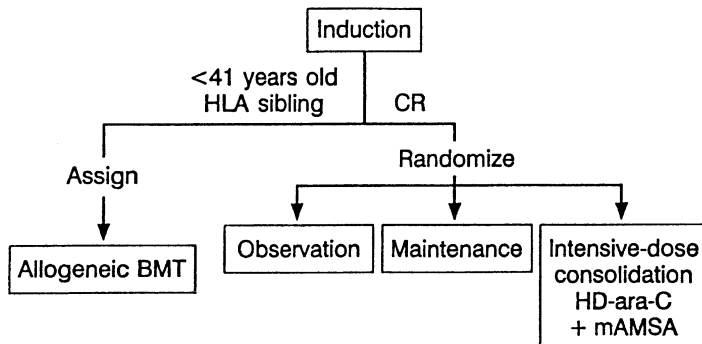 Induction
<41 years old
HLA sibling
CR
Assign
Randomize
Allogeneic BMT
Observation
Maintenance
Intensive-dose
consolidation
HD-ara-C
+ mAMSA